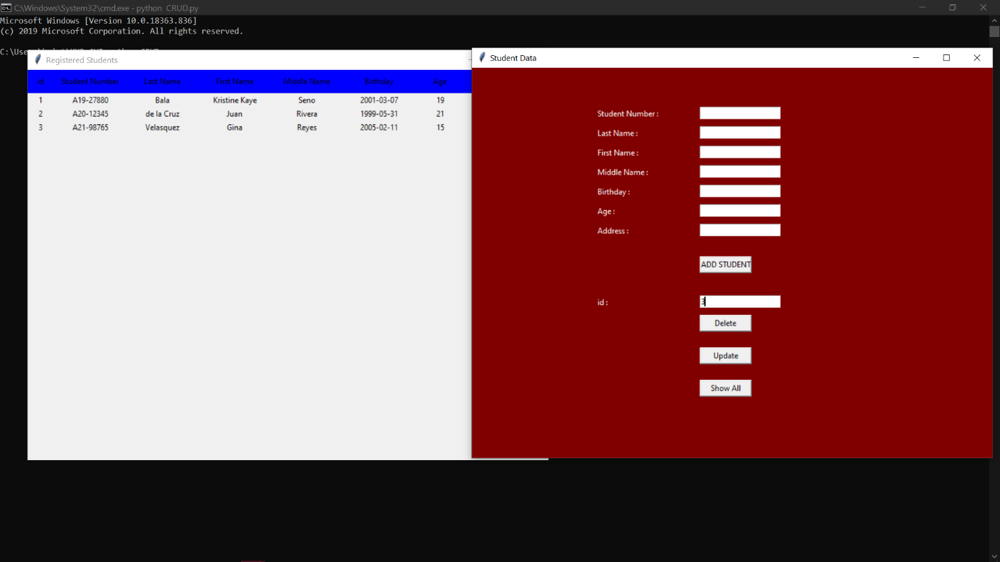 C:\Windows\System32\cmd.exe - python  CRUD.py
Microsoft Windows [Version 10.0.18363.836]
(c) 2019 Microsoft Corporation. All rights reserved.
Registered Students
id Student Number Last Name First Name Middle Name Birthday Age
1 A19-27880 Bala Kristine Kaye Seno 2001-03-07 19
2 A20-12345 de la Cruz Juan Rivera 1999-05-31 21
3 A21-98765 Velasquez Gina Reyes 2005-02-11 15
Student Data
Student Number :
Last Name :
First Name :
Middle Name :
Birthday :
Age :
Address :
ADD STUDENT
id : 3
Delete
Update
Show All